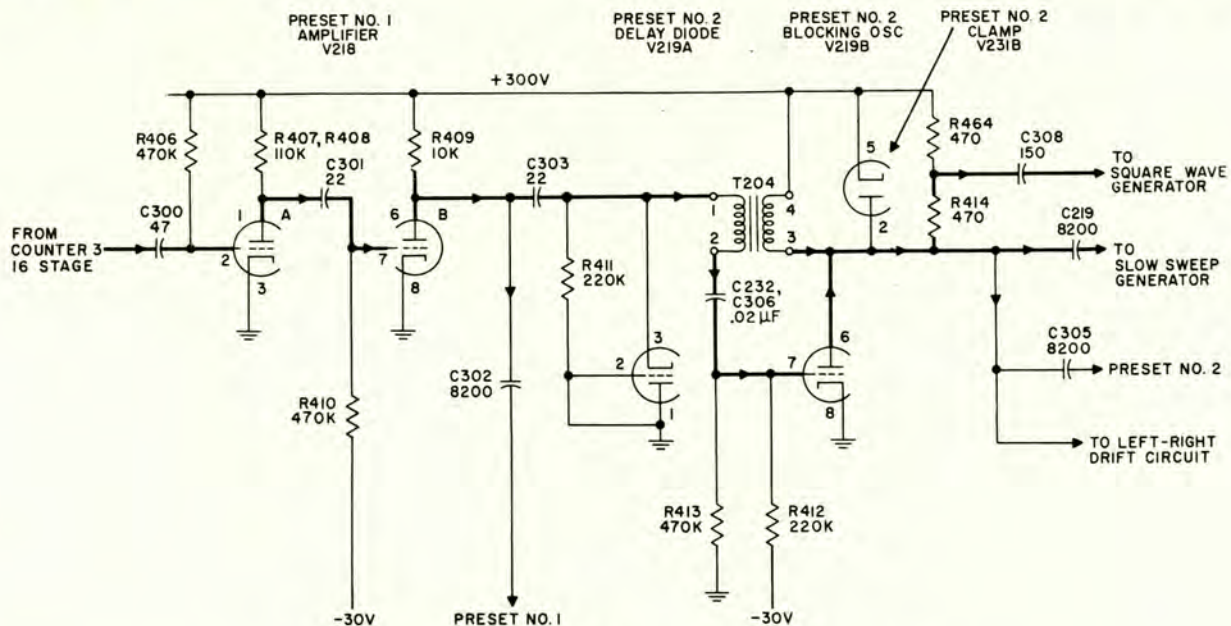 PRESET NO. 1
AMPLIFIER
V218
PRESET NO. 2
DELAY DIODE
V219A
PRESET NO. 2
BLOCKING OSC
V219B
PRESET NO. 2
CLAMP
V231B
+300V
R406
470K
R407, R408
110K
C301
22
R409
10K
C303
22
R464
470
C308
150
TO
SQUARE WAVE
GENERATOR
5
2
T204
1
4
2
3
R414
470
C219
8200
TO
SLOW SWEEP
GENERATOR
FROM
COUNTER 3
16 STAGE
C300
47
1
A
2
3
6
B
7
8
R411
220K
C232,
C306
.02µF
3
2
1
6
7
8
C305
8200
PRESET NO. 2
TO LEFT-RIGHT
DRIFT CIRCUIT
C302
8200
R410
470K
R413
470K
R412
220K
-30V
PRESET NO. 1
-30V